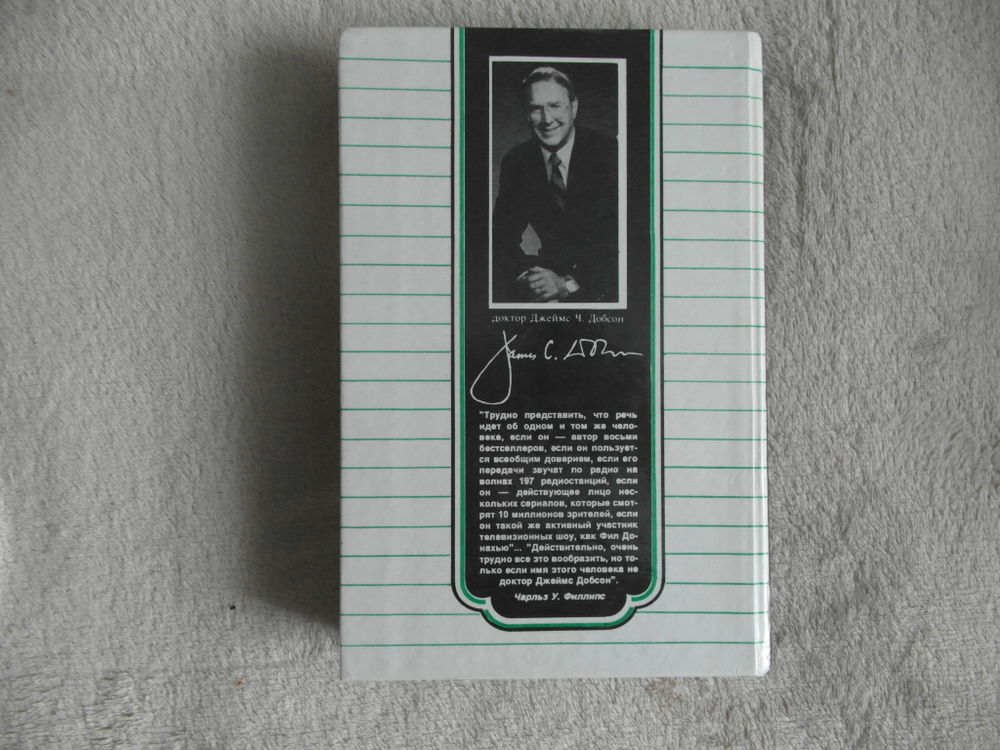 доктор Джеймс Ч. Добсон
James C. Dobson
"Трудно представить, что речь
идет об одном и том же чело-
веке, если он — автор восьми
бестселлеров, если он пользует-
ся всеобщим доверием, если его
передачи звучат по радио на
волнах 197 радиостанций, если
он — действующее лицо нес-
кольких сериалов, которые смот-
рят 10 миллионов зрителей, если
он такой же активный участник
телевизионных шоу, как Фил До-
нахью"... "Действительно, очень
трудно все это вообразить, но то-
лько если имя этого человека не
доктор Джеймс Добсон".
Чарльз У. Филлипс